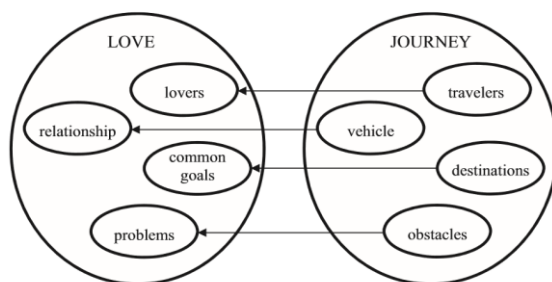 LOVE
JOURNEY
lovers
travelers
relationship
vehicle
common
goals
destinations
problems
obstacles